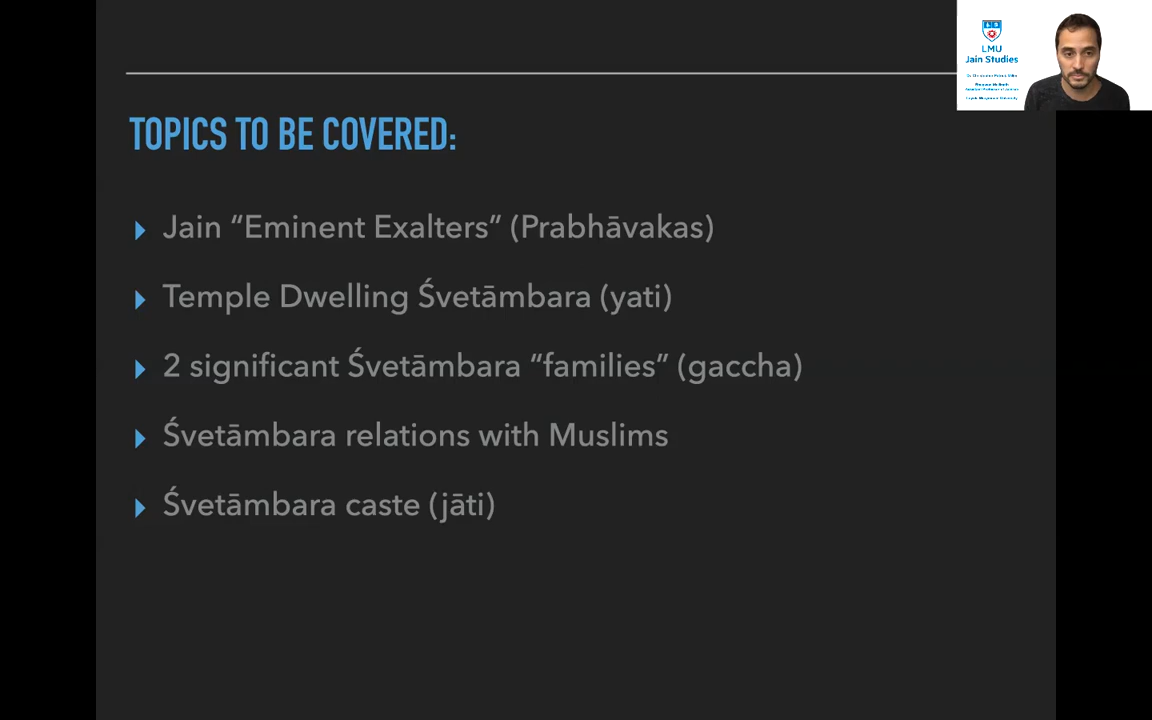 LMU
Jain Studies
TOPICS TO BE COVERED:
Jain “Eminent Exalters” (Prabhāvakas)
Temple Dwelling Śvetāmbara (yati)
2 significant Śvetāmbara “families” (gaccha)
Śvetāmbara relations with Muslims
Śvetāmbara caste (jāti)